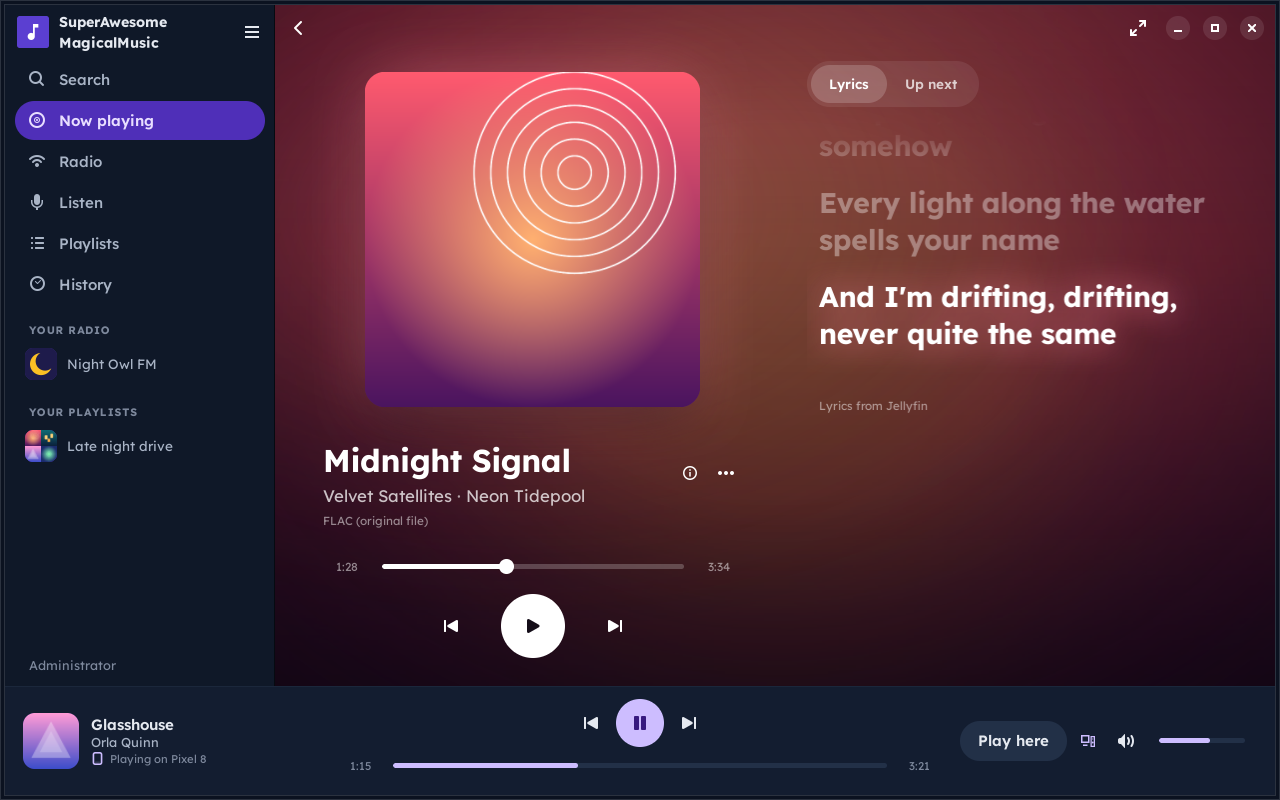 SuperAwesome
MagicalMusic
Search
Now playing
Radio
Listen
Playlists
History
YOUR RADIO
Night Owl FM
YOUR PLAYLISTS
Late night drive
Administrator
Lyrics
Up next
somehow
Every light along the water
spells your name
And I'm drifting, drifting,
never quite the same
Lyrics from Jellyfin
Midnight Signal
Velvet Satellites · Neon Tidepool
FLAC (original file)
1:28
3:34
Glasshouse
Orla Quinn
Playing on Pixel 8
1:15
3:21
Play here